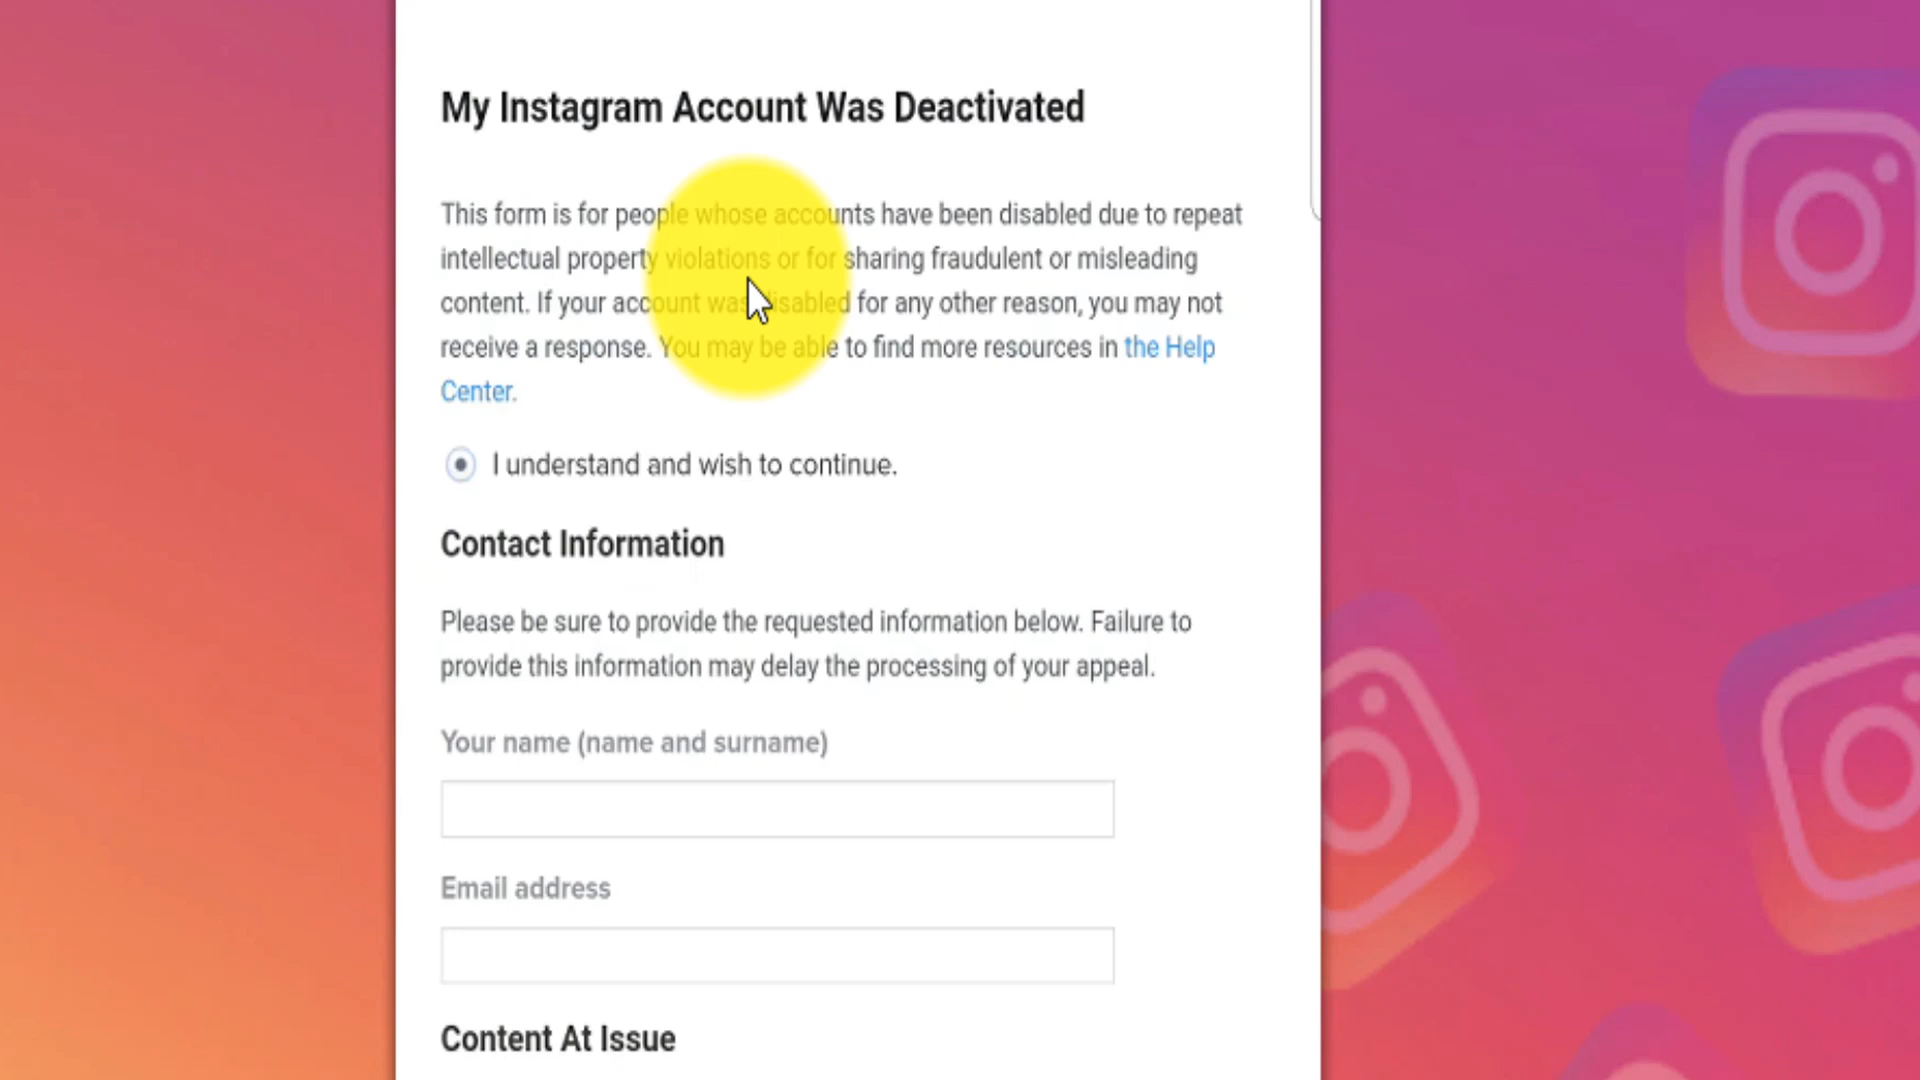 My Instagram Account Was Deactivated
This form is for people whose accounts have been disabled due to repeat
intellectual property violations or for sharing fraudulent or misleading
content. If your account was disabled for any other reason, you may not
receive a response. You may be able to find more resources in the Help
Center.
I understand and wish to continue.
Contact Information
Please be sure to provide the requested information below. Failure to
provide this information may delay the processing of your appeal.
Your name (name and surname)
Email address
Content At Issue